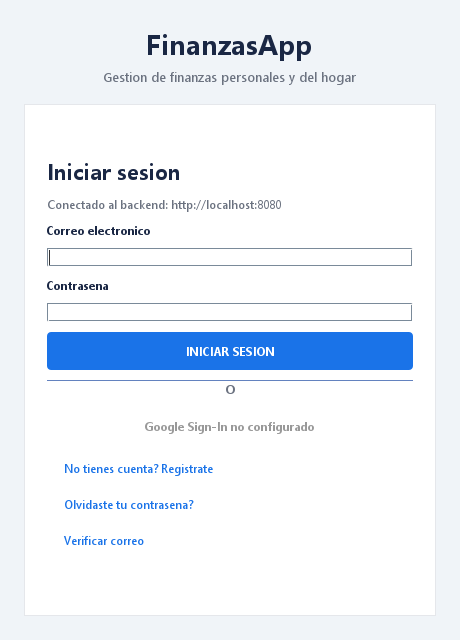 FinanzasApp
Gestion de finanzas personales y del hogar
Iniciar sesion
Conectado al backend: http://localhost:8080
Correo electronico
Contrasena
INICIAR SESION
O
Google Sign-In no configurado
No tienes cuenta? Registrate
Olvidaste tu contrasena?
Verificar correo